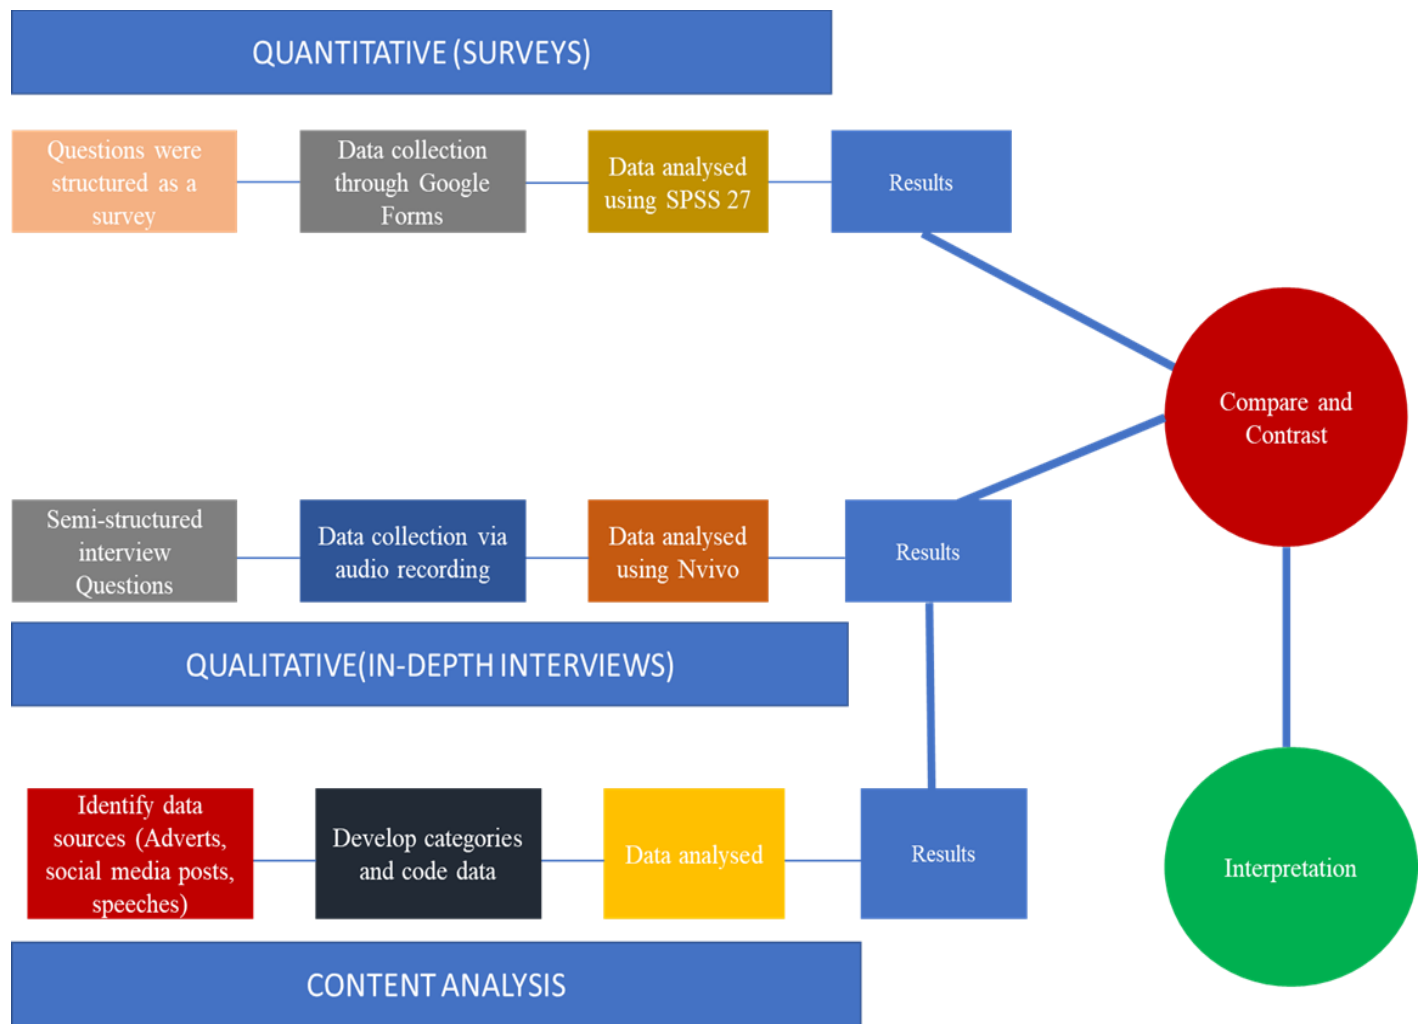 QUANTITATIVE (SURVEYS)
Questions were
structured as a
survey
Data collection
through Google
Forms
Data analysed
using SPSS 27
Results
Compare and
Contrast
Semi-structured
interview
Questions
Data collection via
audio recording
Data analysed
using Nvivo
Results
QUALITATIVE(IN-DEPTH INTERVIEWS)
Identify data
sources (Adverts,
social media posts,
speeches)
Develop categories
and code data
Data analysed
Results
Interpretation
CONTENT ANALYSIS